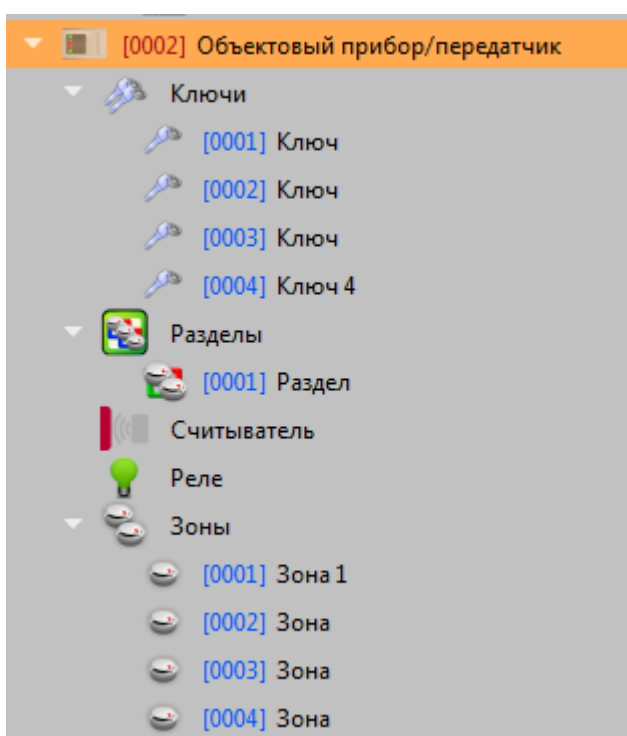 [0002] Объектовый прибор/передатчик
Ключи
[0001] Ключ
[0002] Ключ
[0003] Ключ
[0004] Ключ 4
Разделы
[0001] Раздел
Считыватель
Реле
Зоны
[0001] Зона 1
[0002] Зона
[0003] Зона
[0004] Зона